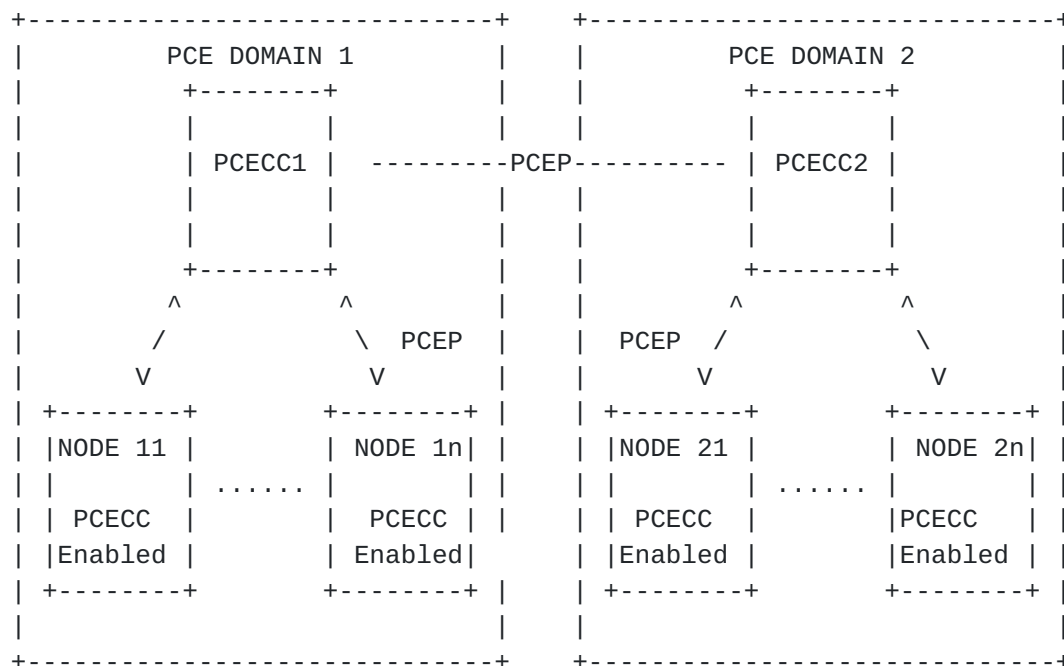 PCE DOMAIN 1 PCE DOMAIN 2
PCECC1 ---------PCEP---------- PCECC2
PCEP PCEP
NODE 11 NODE 1n NODE 21 NODE 2n
...... ......
PCECC PCECC PCECC PCECC
Enabled Enabled Enabled Enabled